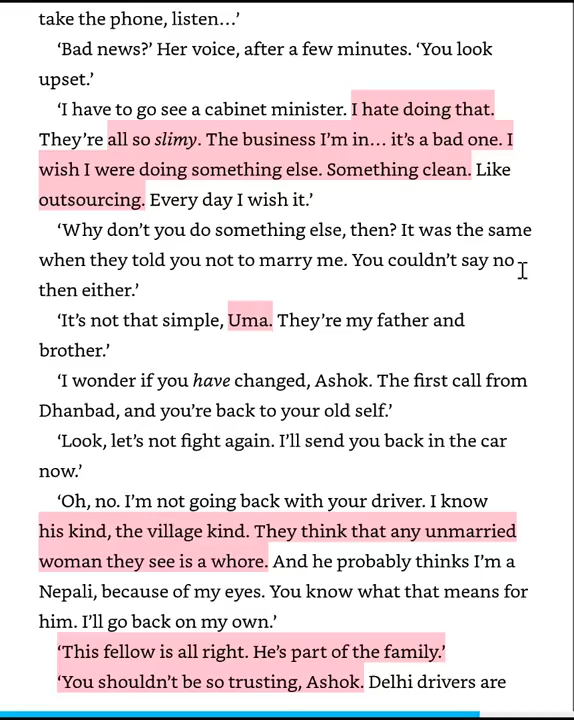 take the phone, listen…’
‘Bad news?’ Her voice, after a few minutes. ‘You look
upset.’
‘I have to go see a cabinet minister. I hate doing that.
They’re all so slimy. The business I’m in… it’s a bad one. I
wish I were doing something else. Something clean. Like
outsourcing. Every day I wish it.’
‘Why don’t you do something else, then? It was the same
when they told you not to marry me. You couldn’t say no
then either.’
‘It’s not that simple, Uma. They’re my father and
brother.’
‘I wonder if you have changed, Ashok. The first call from
Dhanbad, and you’re back to your old self.’
‘Look, let’s not fight again. I’ll send you back in the car
now.’
‘Oh, no. I’m not going back with your driver. I know
his kind, the village kind. They think that any unmarried
woman they see is a whore. And he probably thinks I’m a
Nepali, because of my eyes. You know what that means for
him. I’ll go back on my own.’
‘This fellow is all right. He’s part of the family.’
‘You shouldn’t be so trusting, Ashok. Delhi drivers are